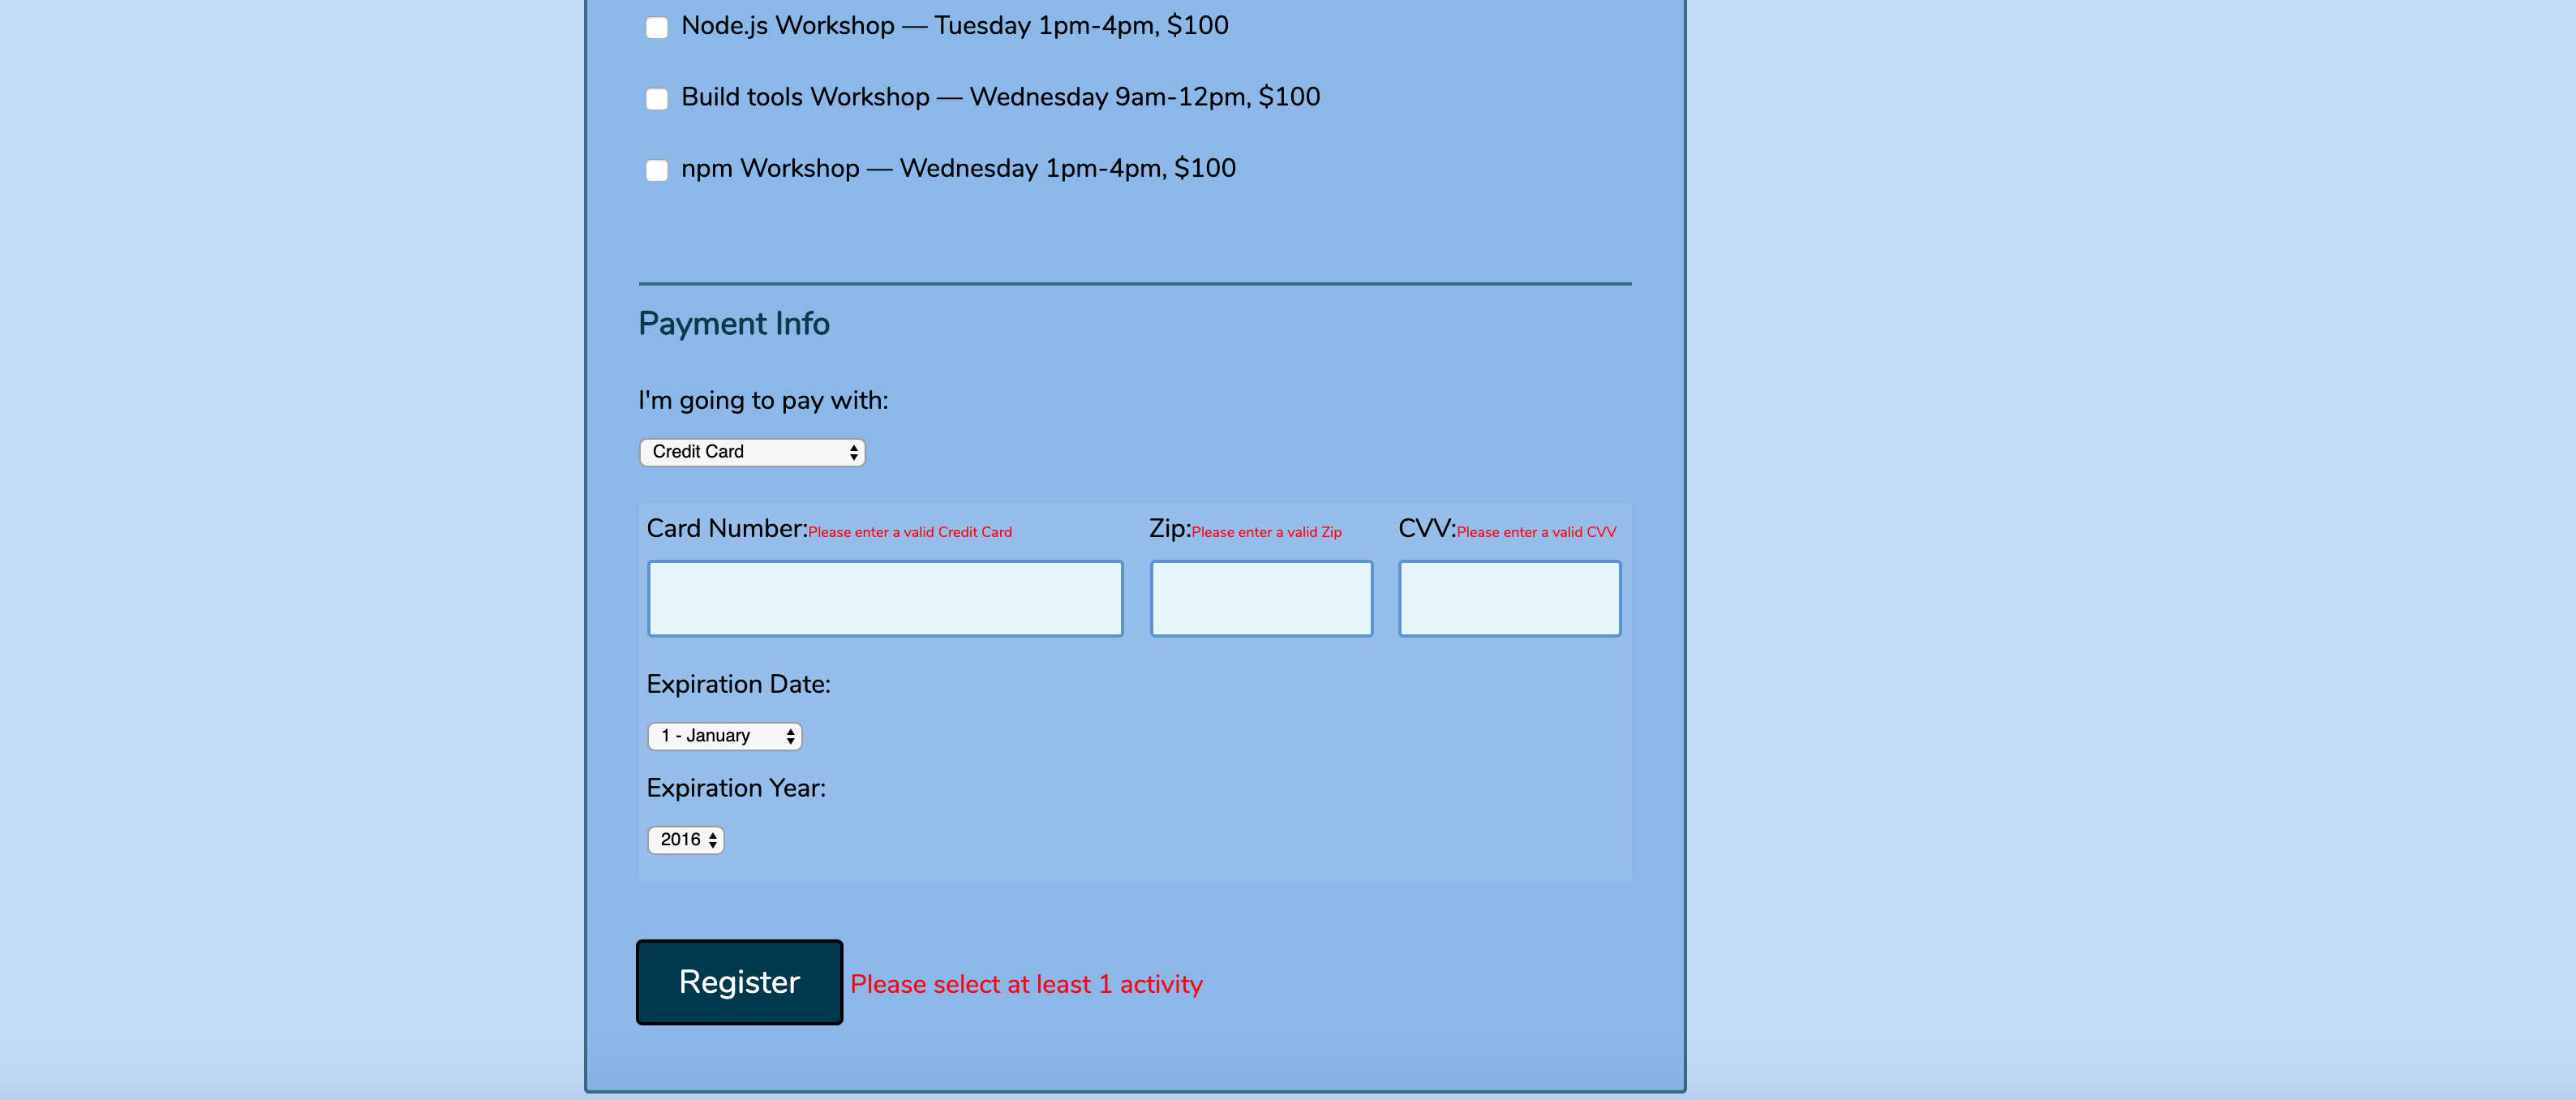 Node.js Workshop — Tuesday 1pm-4pm, $100
Build tools Workshop — Wednesday 9am-12pm, $100
npm Workshop — Wednesday 1pm-4pm, $100
Payment Info
I'm going to pay with:
Credit Card
Card Number:Please enter a valid Credit Card Zip:Please enter a valid Zip CVV:Please enter a valid CVV
Expiration Date:
1 - January
Expiration Year:
2016
Register Please select at least 1 activity